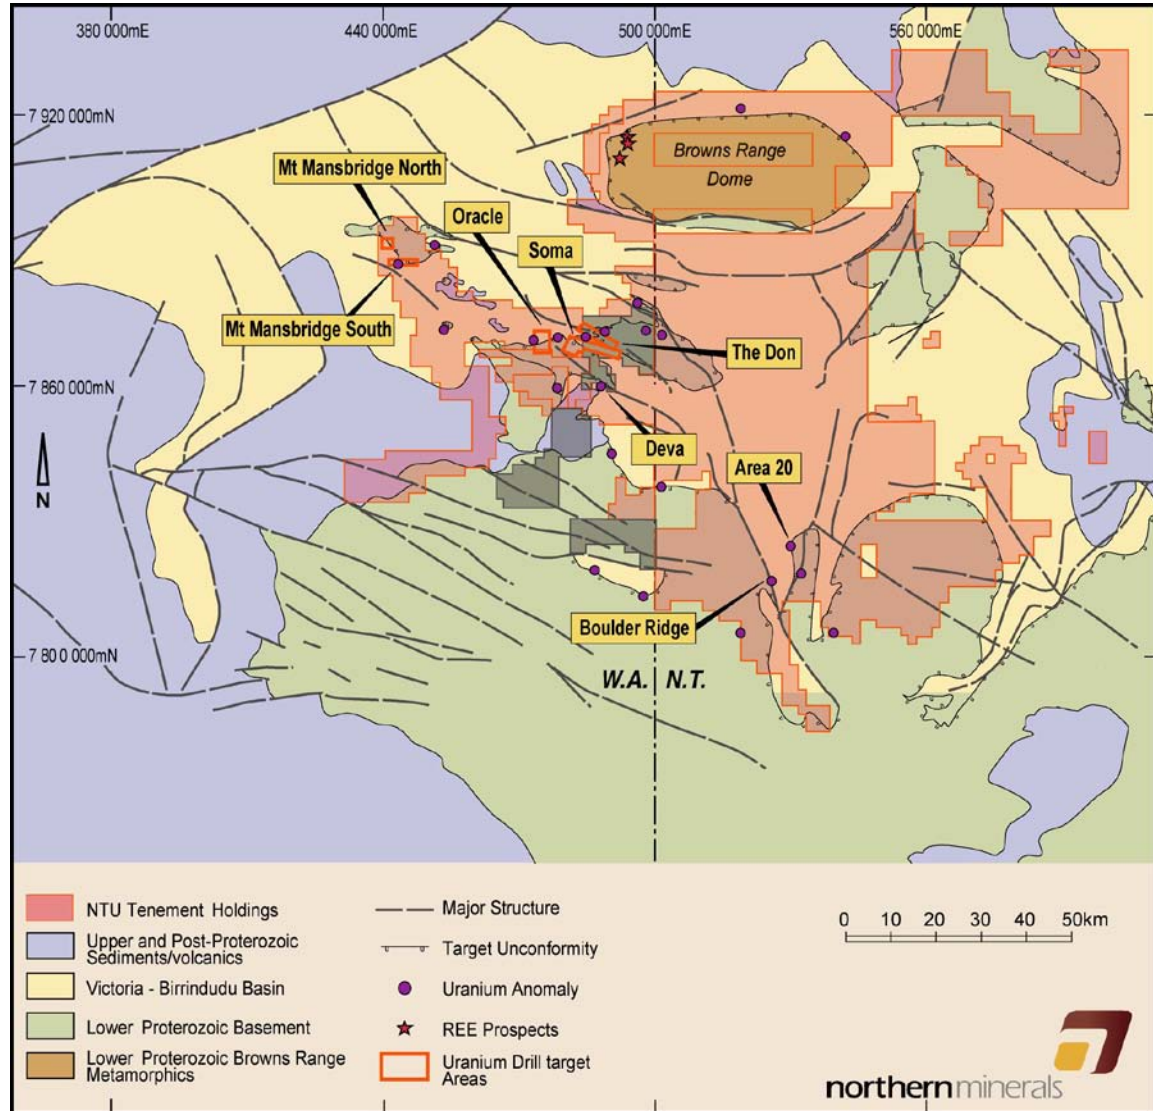 380 000mE
440 000mE
500 000mE
560 000mE
7 920 000mN
Browns Range
Dome
Mt Mansbridge North
Oracle
Soma
Mt Mansbridge South
The Don
7 860 000mN
Deva
Area 20
N
Boulder Ridge
7 800 000mN
W.A.
N.T.
NTU Tenement Holdings
Upper and Post-Proterozoic
Sediments/volcanics
Victoria - Birrindudu Basin
Lower Proterozoic Basement
Lower Proterozoic Browns Range
Metamorphics
Major Structure
Target Unconformity
Uranium Anomaly
REE Prospects
Uranium Drill target
Areas
0 10 20 30 40 50km
northernminerals